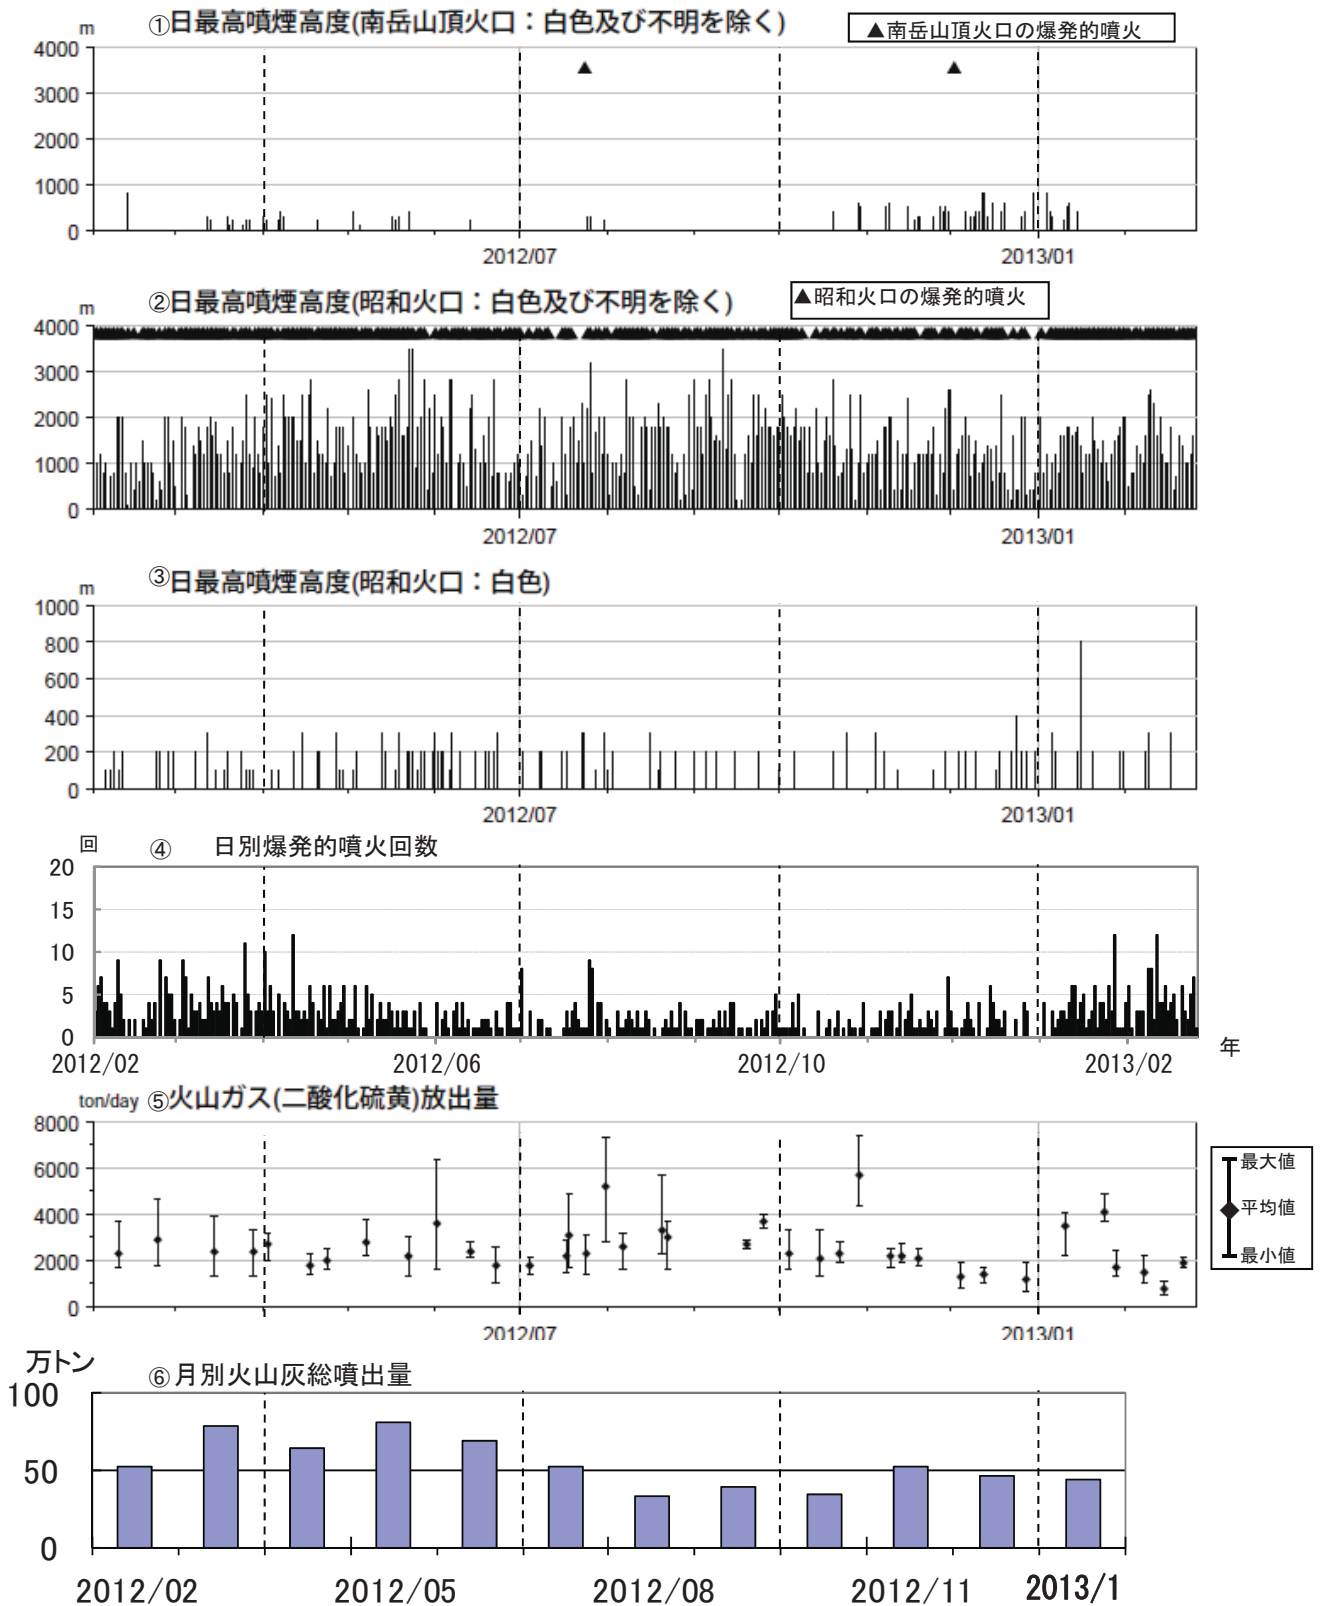 ①日最高噴煙高度(南岳山頂火口：白色及び不明を除く)
▲南岳山頂火口の爆発的噴火
m
4000
3000
2000
1000
0
2012/07
2013/01
②日最高噴煙高度(昭和火口：白色及び不明を除く)
▲昭和火口の爆発的噴火
m
4000
3000
2000
1000
0
2012/07
2013/01
③日最高噴煙高度(昭和火口：白色)
m
1000
800
600
400
200
0
2012/07
2013/01
回
④ 日別爆発的噴火回数
20
15
10
5
0
2012/02
2012/06
2012/10
2013/02
年
ton/day
⑤火山ガス(二酸化硫黄)放出量
8000
6000
4000
2000
0
2012/07
2013/01
最大値
平均値
最小値
万トン
⑥月別火山灰総噴出量
100
50
0
2012/02
2012/05
2012/08
2012/11
2013/1